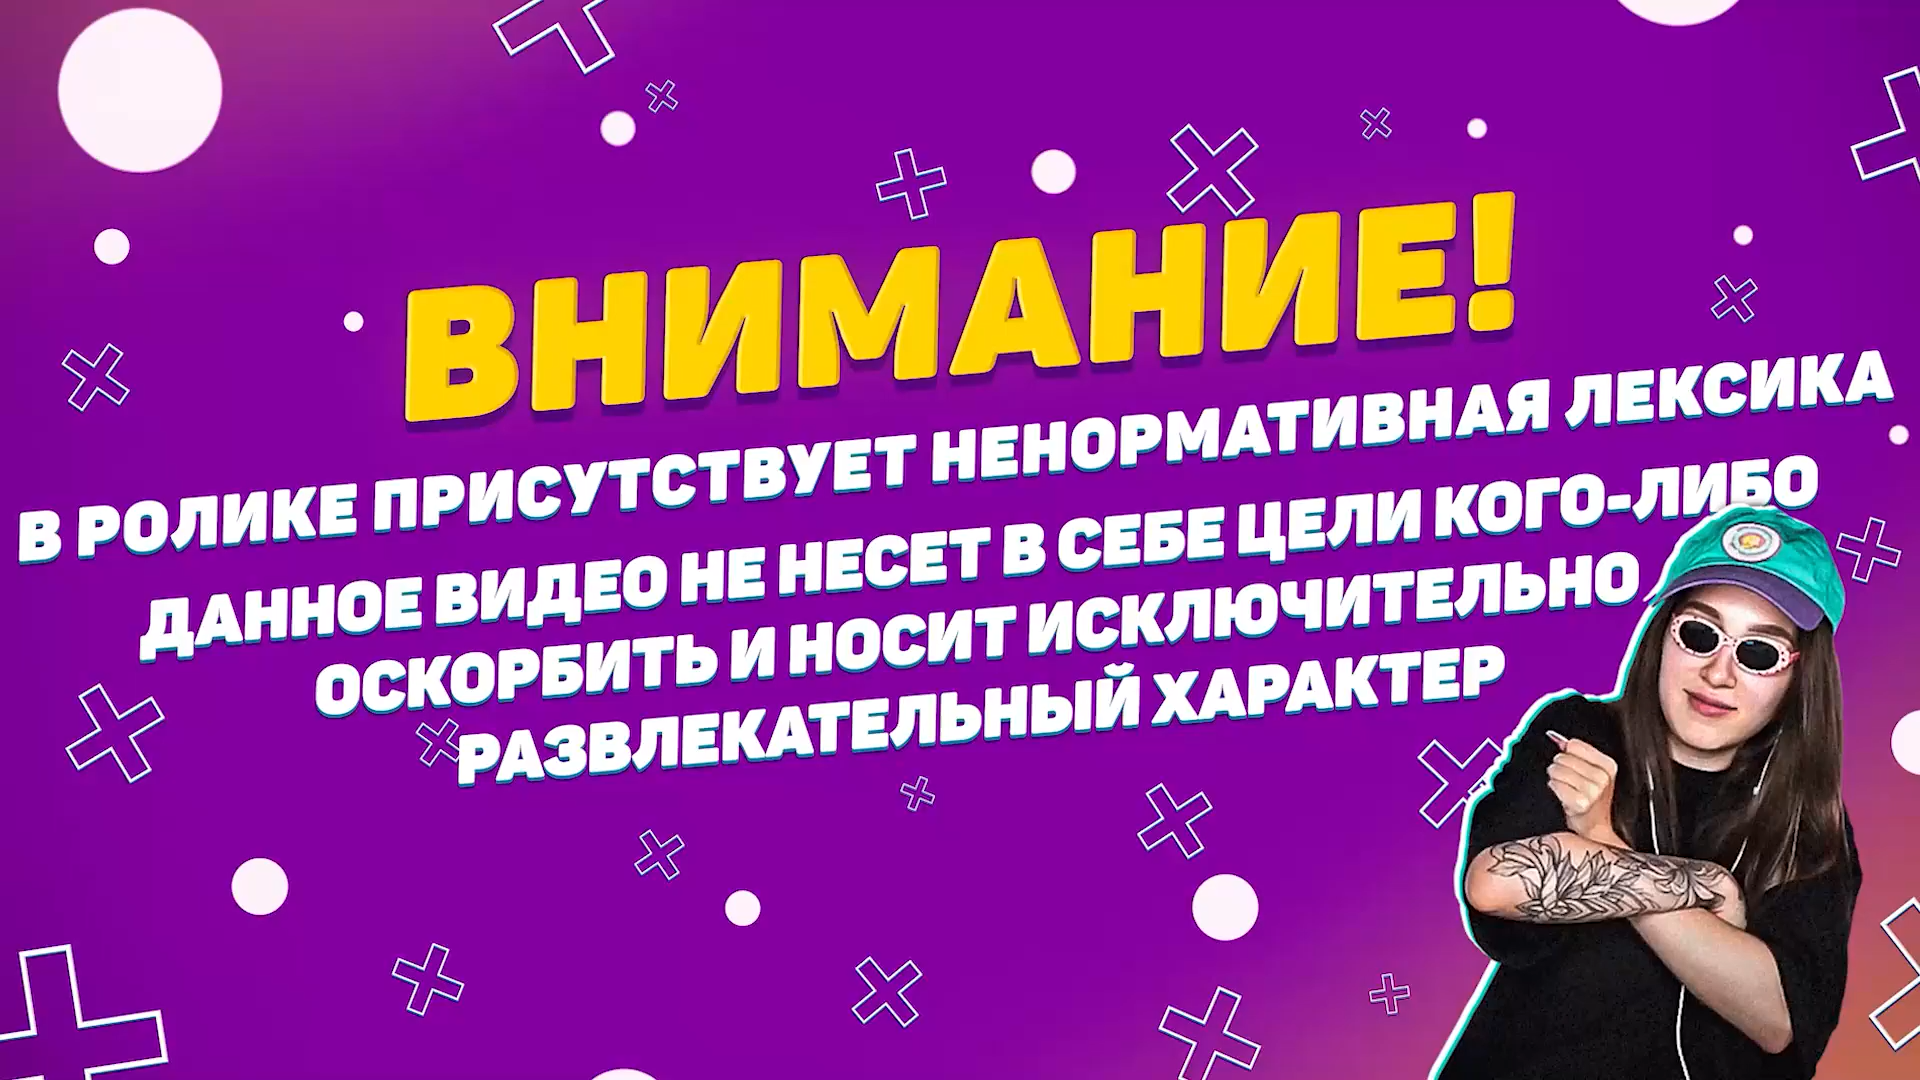 ВНИМАНИЕ!
В РОЛИКЕ ПРИСУТСТВУЕТ НЕНОРМАТИВНАЯ ЛЕКСИКА
ДАННОЕ ВИДЕО НЕ НЕСЕТ В СЕБЕ ЦЕЛИ КОГО-ЛИБО
ОСКОРБИТЬ И НОСИТ ИСКЛЮЧИТЕЛЬНО
РАЗВЛЕКАТЕЛЬНЫЙ ХАРАКТЕР